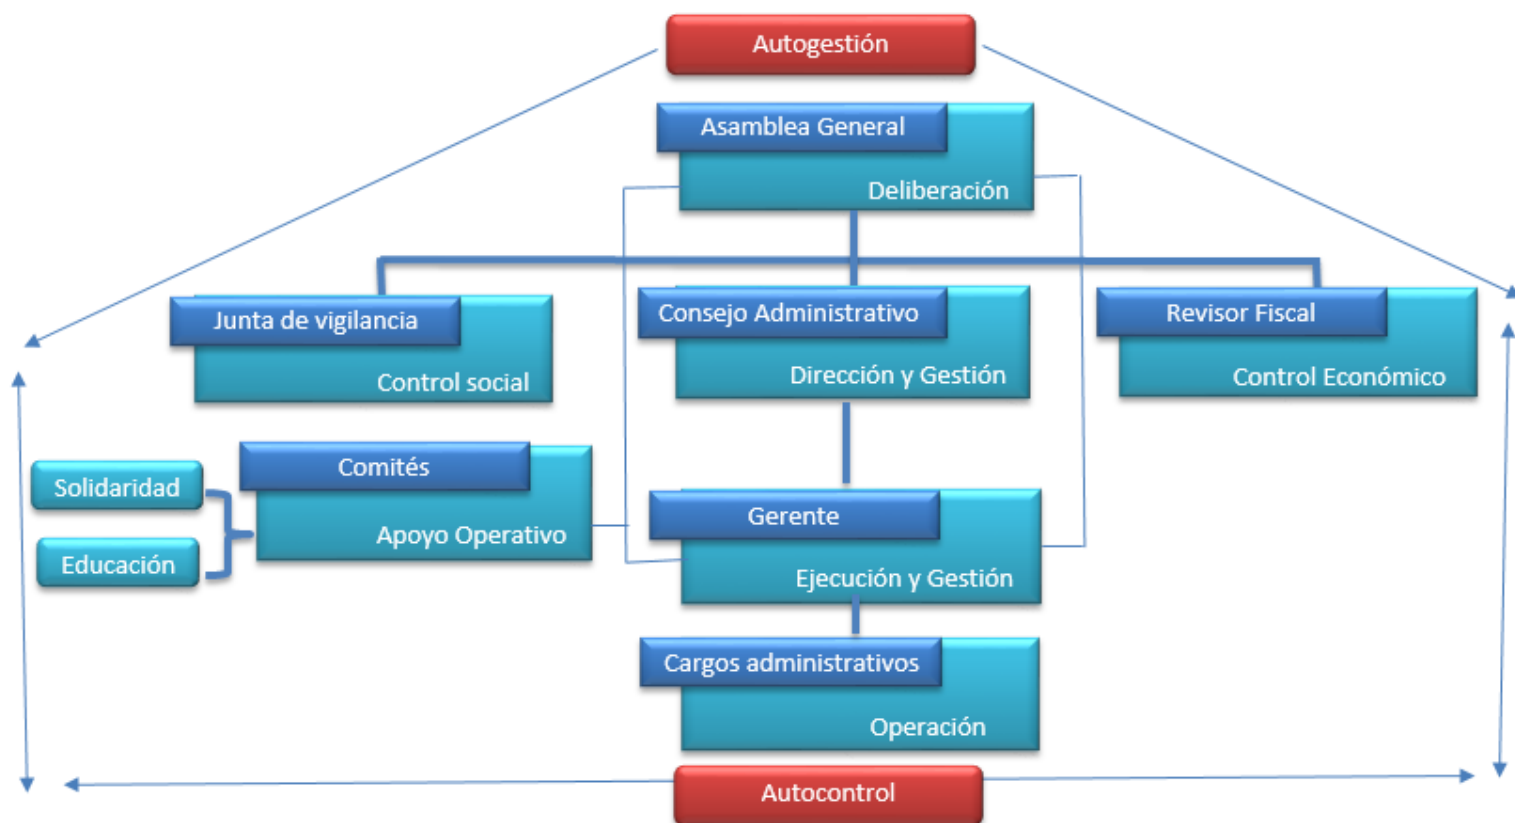 Autogestión
Asamblea General
Deliberación
Junta de vigilancia
Control social
Consejo Administrativo
Dirección y Gestión
Revisor Fiscal
Control Económico
Solidaridad
Educación
Comités
Apoyo Operativo
Gerente
Ejecución y Gestión
Cargos administrativos
Operación
Autocontrol